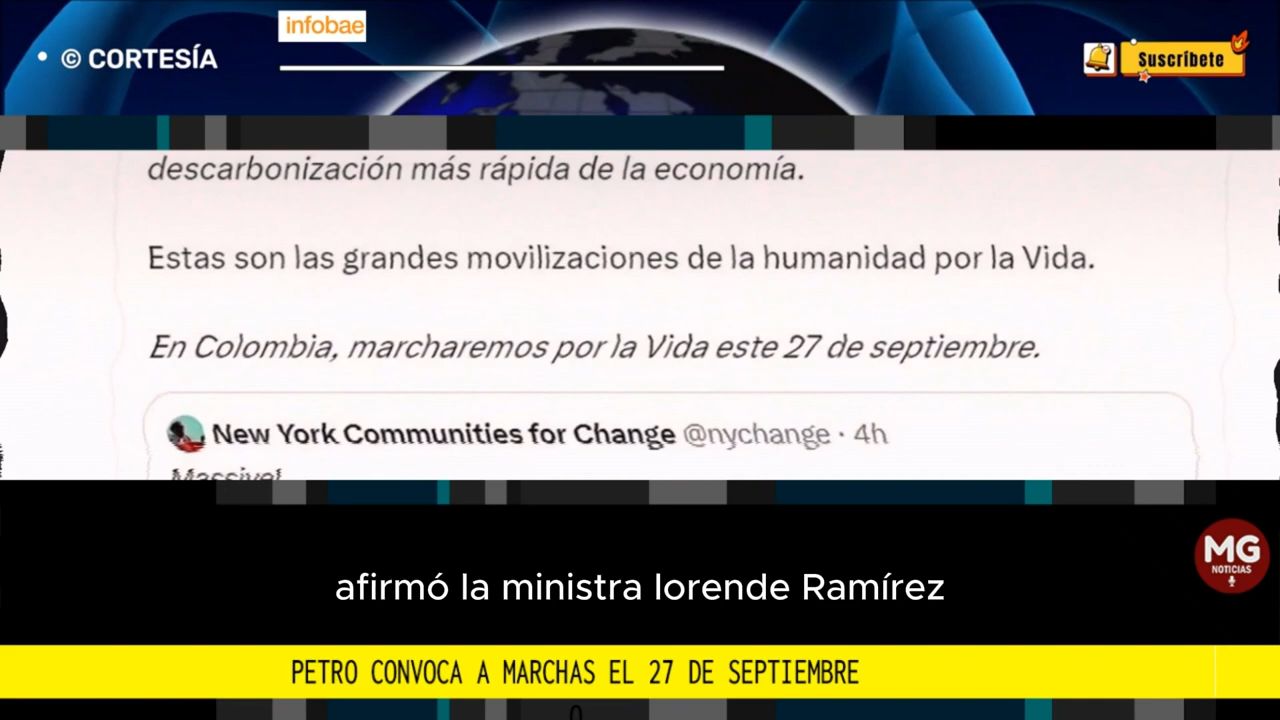 infobae
© CORTESÍA
Suscríbete
descarbonización más rápida de la economía.
Estas son las grandes movilizaciones de la humanidad por la Vida.
En Colombia, marcharemos por la Vida este 27 de septiembre.
New York Communities for Change @nychange · 4h
Massive!
MG
NOTICIAS
afirmó la ministra lorende Ramírez
PETRO CONVOCA A MARCHAS EL 27 DE SEPTIEMBRE